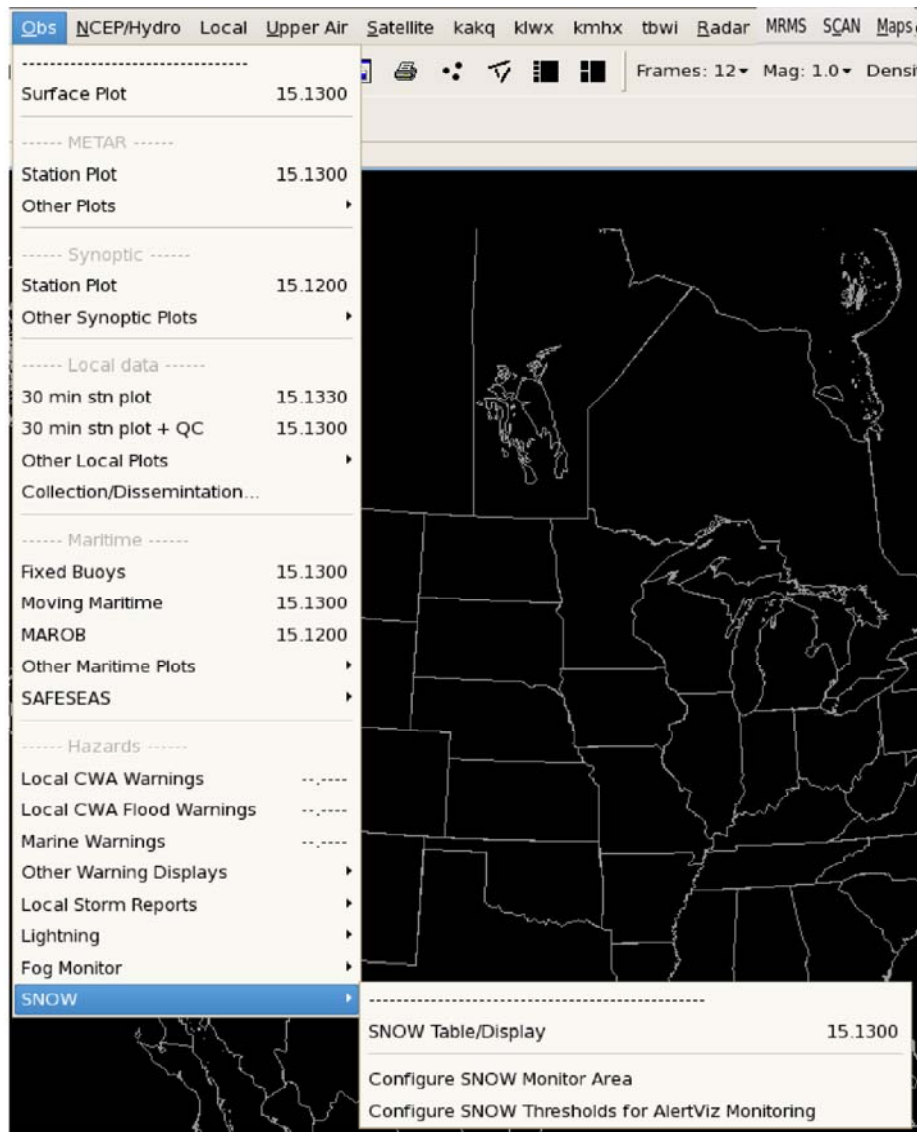 Obs NCEP/Hydro Local Upper Air Satellite kakq klwx kmhx tbwi Radar MRMS SCAN Maps
Frames: 12 Mag: 1.0 Densi
---------------------------------
Surface Plot 15.1300
------ METAR ------
Station Plot 15.1300
Other Plots
------ Synoptic ------
Station Plot 15.1200
Other Synoptic Plots
------ Local data ------
30 min stn plot 15.1330
30 min stn plot + QC 15.1300
Other Local Plots
Collection/Dissemintation...
------ Maritime ------
Fixed Buoys 15.1300
Moving Maritime 15.1300
MAROB 15.1200
Other Maritime Plots
SAFESEAS
------ Hazards ------
Local CWA Warnings --.----
Local CWA Flood Warnings --.----
Marine Warnings --.----
Other Warning Displays
Local Storm Reports
Lightning
Fog Monitor
SNOW
-------------------------------------------------
SNOW Table/Display 15.1300
Configure SNOW Monitor Area
Configure SNOW Thresholds for AlertViz Monitoring